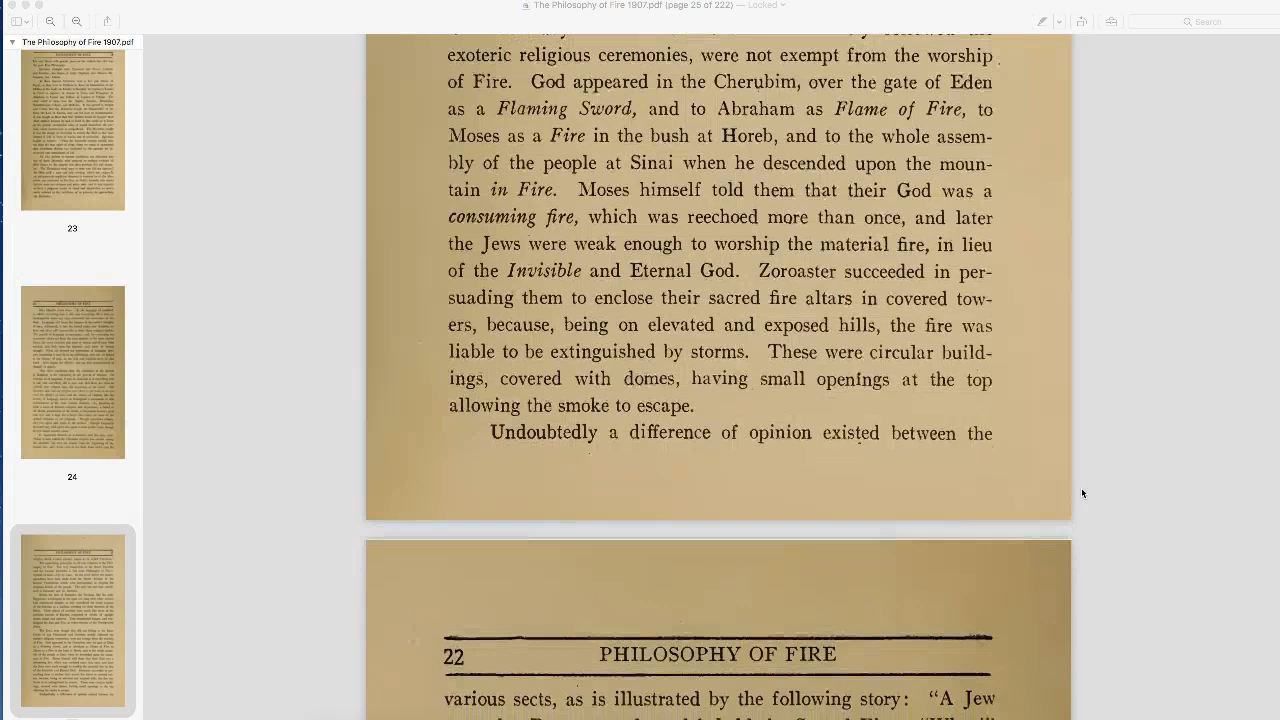 The Philosophy of Fire 1907.pdf (page 25 of 222) — Locked
Search
The Philosophy of Fire 1907.pdf
23
24
religious ceremonies, were not exempt from the worship
of Fire. God appeared to the Cherubim over the gate of Eden
as a Flaming Sword, and to Abraham as a Flame of Fire, to
Moses as a Fire in the bush at Horeb, and to the whole assem-
bly of the people at Sinai when he descended upon the moun-
tain in Fire. Moses himself told them that their God was a
consuming fire, which was reechoed more than once, and later
the Jews were weak enough to worship the material fire, in lieu
of the Invisible and Eternal God. Zoroaster succeeded in per-
suading them to enclose their sacred fire altars in covered tow-
ers, because, being on elevated and exposed hills, the fire was
liable to be extinguished by storms. These were circular build-
ings, covered with domes, having small openings at the top
allowing the smoke to escape.
Undoubtedly a difference of opinion existed between the
22 PHILOSOPHY OF FIRE
various sects, as is illustrated by the following story: "A Jew